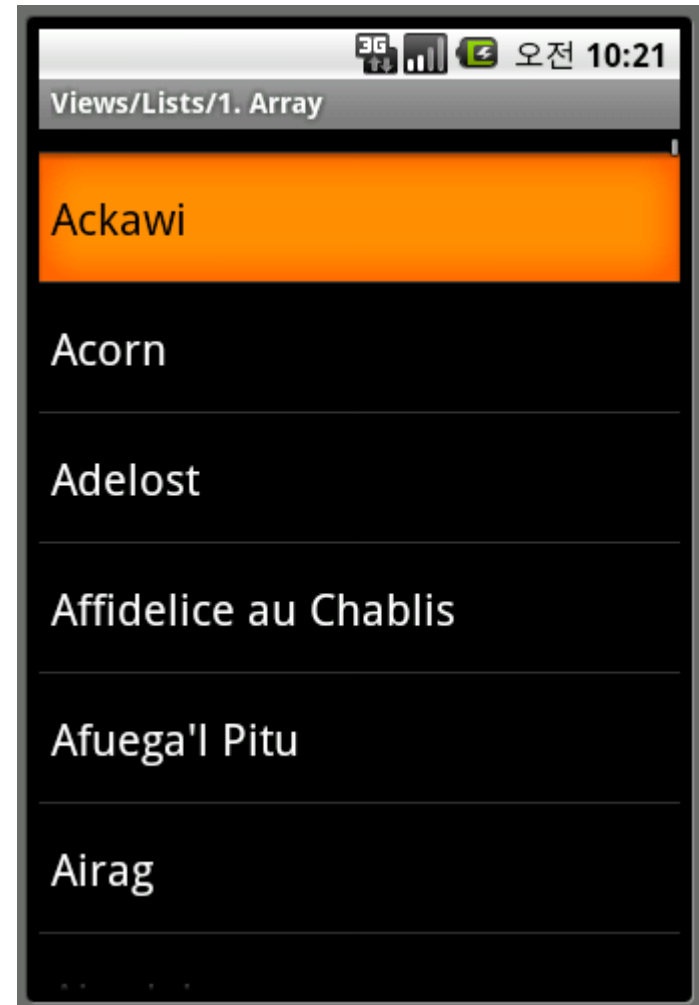 3G 오전 10:21
Views/Lists/1. Array
Ackawi
Acorn
Adelost
Affidelice au Chablis
Afuega'l Pitu
Airag